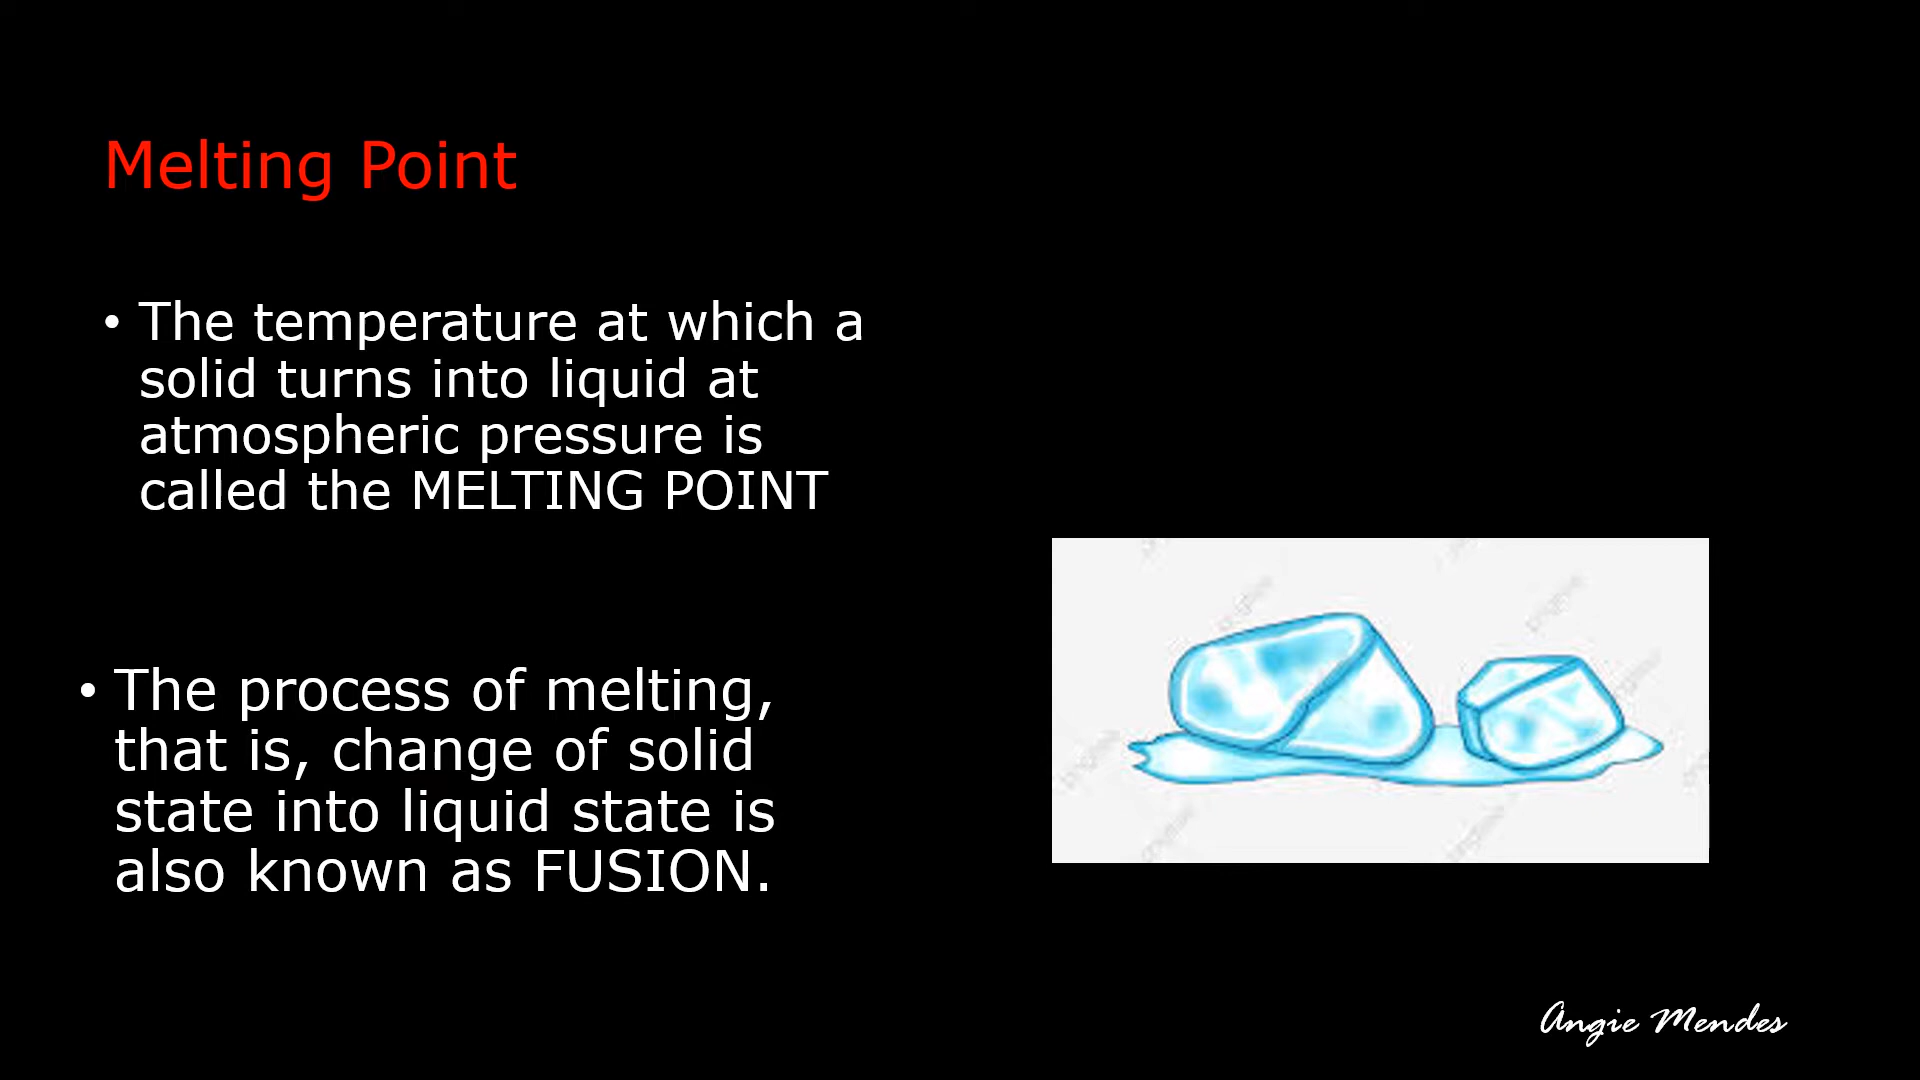 Melting Point
• The temperature at which a
solid turns into liquid at
atmospheric pressure is
called the MELTING POINT
• The process of melting,
that is, change of solid
state into liquid state is
also known as FUSION.
Angie Mendes